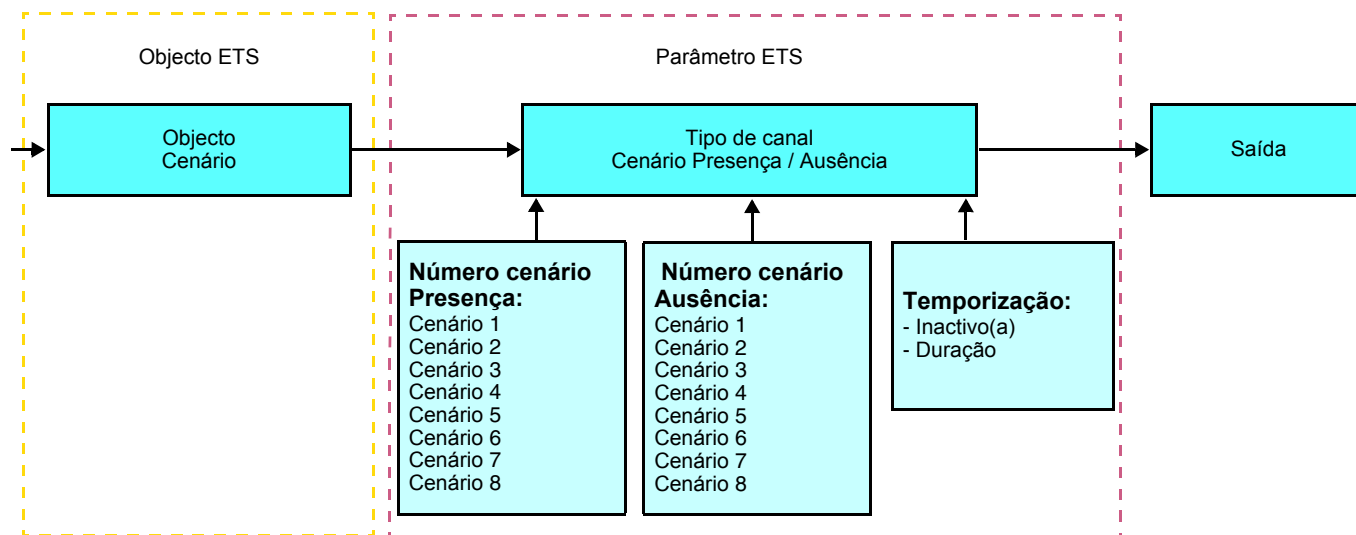 Objecto ETS
Parâmetro ETS
Objecto
Cenário
Tipo de canal
Cenário Presença / Ausência
Saída
Número cenário
Presença:
Cenário 1
Cenário 2
Cenário 3
Cenário 4
Cenário 5
Cenário 6
Cenário 7
Cenário 8
Número cenário
Ausência:
Cenário 1
Cenário 2
Cenário 3
Cenário 4
Cenário 5
Cenário 6
Cenário 7
Cenário 8
Temporização:
- Inactivo(a)
- Duração